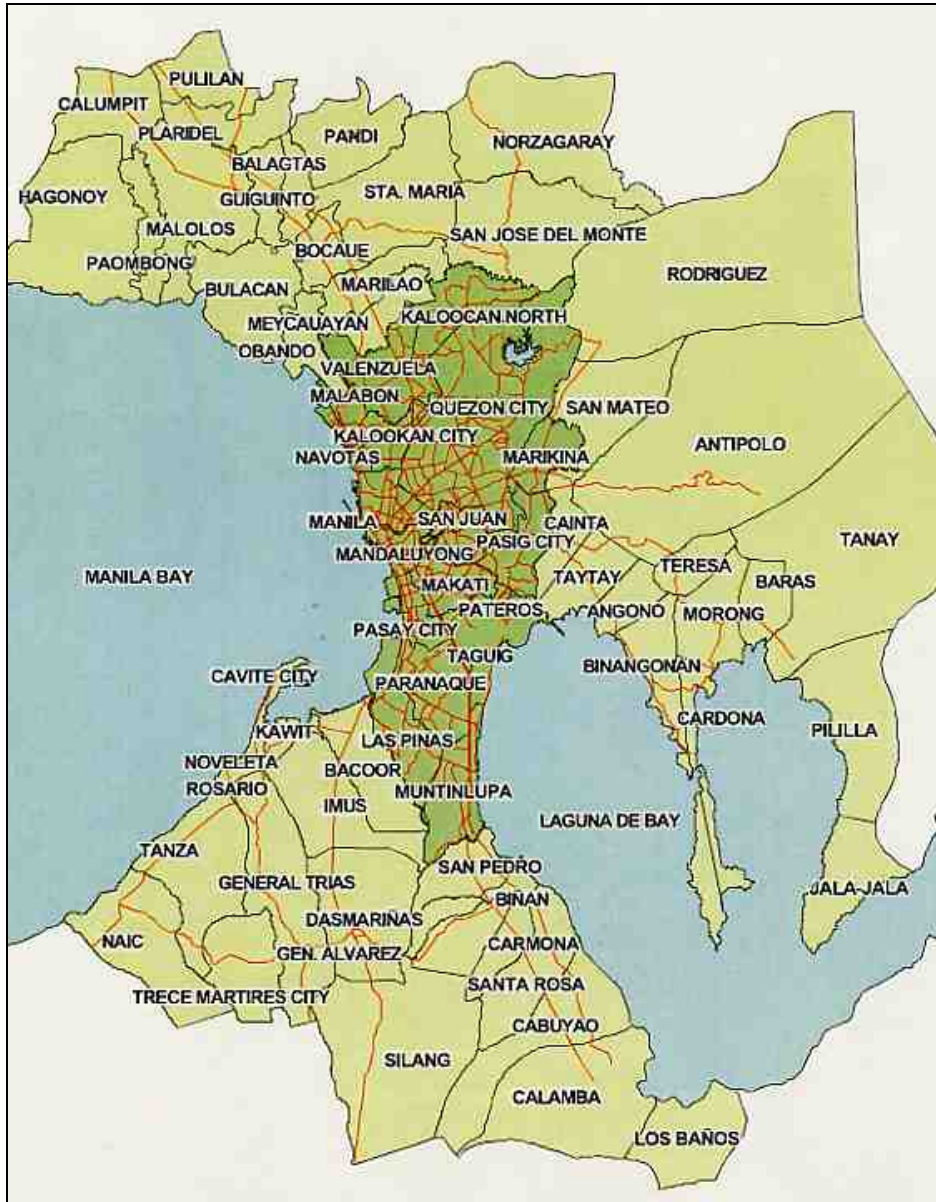 PULILAN
CALUMPIT
PLARIDEL
PANDI
NORZAGARAY
BALAGTAS
STA. MARIA
HAGONOY
GUIGUINTO
MALOLOS
SAN JOSE DEL MONTE
BOCAUE
PAOMBONG
RODRIGUEZ
BULACAN
MARILAO
KALOOCAN NORTH
MEYCAUAYAN
OBANDO
VALENZUELA
MALABON
QUEZON CITY
SAN MATEO
KALOOKAN CITY
ANTIPOLO
NAVOTAS
MARIKINA
MANILA
SAN JUAN
CAINTA
PASIG CITY
TANAY
MANDALUYONG
TERESA
MANILA BAY
MAKATI
TAYTAY
BARAS
PATEROS
ANGONO
MORONG
PASAY CITY
TAGUIG
BINANGONAN
CAVITE CITY
PARANAQUE
CARDONA
KAWIT
PILILLA
LAS PINAS
NOVELETA
BACOOR
ROSARIO
IMUS
MUNTINLUPA
LAGUNA DE BAY
TANZA
SAN PEDRO
GENERAL TRIAS
JALA-JALA
BIÑAN
DASMARIÑAS
NAIC
GEN. ALVAREZ
CARMONA
SANTA ROSA
TRECE MARTIRES CITY
CABUYAO
SILANG
CALAMBA
LOS BAÑOS